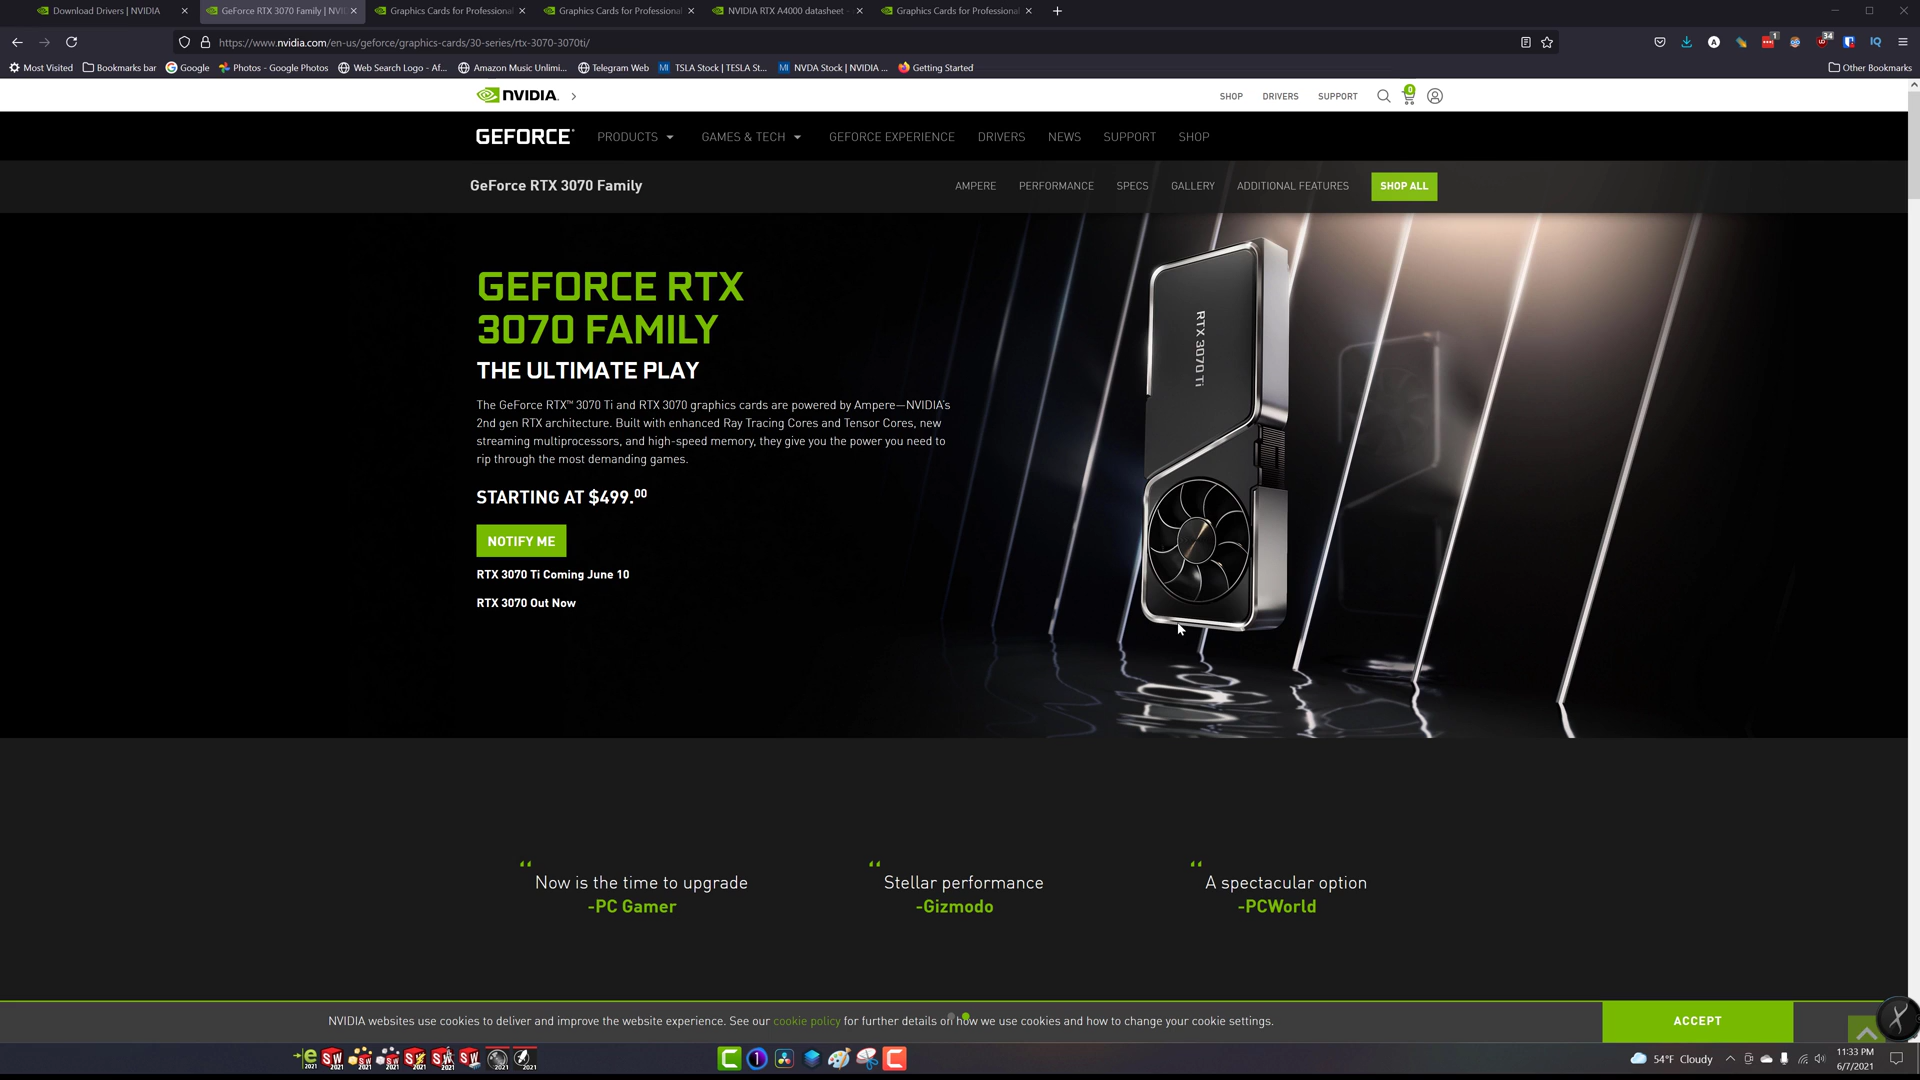 Download Drivers | NVIDIA
GeForce RTX 3070 Family | NVI
Graphics Cards for Professional
Graphics Cards for Professional
NVIDIA RTX A4000 datasheet -
Graphics Cards for Professional
https://www.nvidia.com/en-us/geforce/graphics-cards/30-series/rtx-3070-3070ti/
1
34
IQ
Most Visited
Bookmarks bar
Google
Photos - Google Photos
Web Search Logo - Af...
Amazon Music Unlimi...
Telegram Web
TSLA Stock | TESLA St...
NVDA Stock | NVIDIA ...
Getting Started
Other Bookmarks
NVIDIA
SHOP
DRIVERS
SUPPORT
0
GEFORCE
PRODUCTS
GAMES & TECH
GEFORCE EXPERIENCE
DRIVERS
NEWS
SUPPORT
SHOP
GeForce RTX 3070 Family
AMPERE
PERFORMANCE
SPECS
GALLERY
ADDITIONAL FEATURES
SHOP ALL
GEFORCE RTX
3070 FAMILY
THE ULTIMATE PLAY
The GeForce RTX™ 3070 Ti and RTX 3070 graphics cards are powered by Ampere—NVIDIA's
2nd gen RTX architecture. Built with enhanced Ray Tracing Cores and Tensor Cores, new
streaming multiprocessors, and high-speed memory, they give you the power you need to
rip through the most demanding games.
STARTING AT $499.00
NOTIFY ME
RTX 3070 Ti Coming June 10
RTX 3070 Out Now
RTX 3070 Ti
“ Now is the time to upgrade
-PC Gamer
“ Stellar performance
-Gizmodo
“ A spectacular option
-PCWorld
NVIDIA websites use cookies to deliver and improve the website experience. See our cookie policy for further details on how we use cookies and how to change your cookie settings.
ACCEPT
54°F Cloudy
11:33 PM
6/7/2021